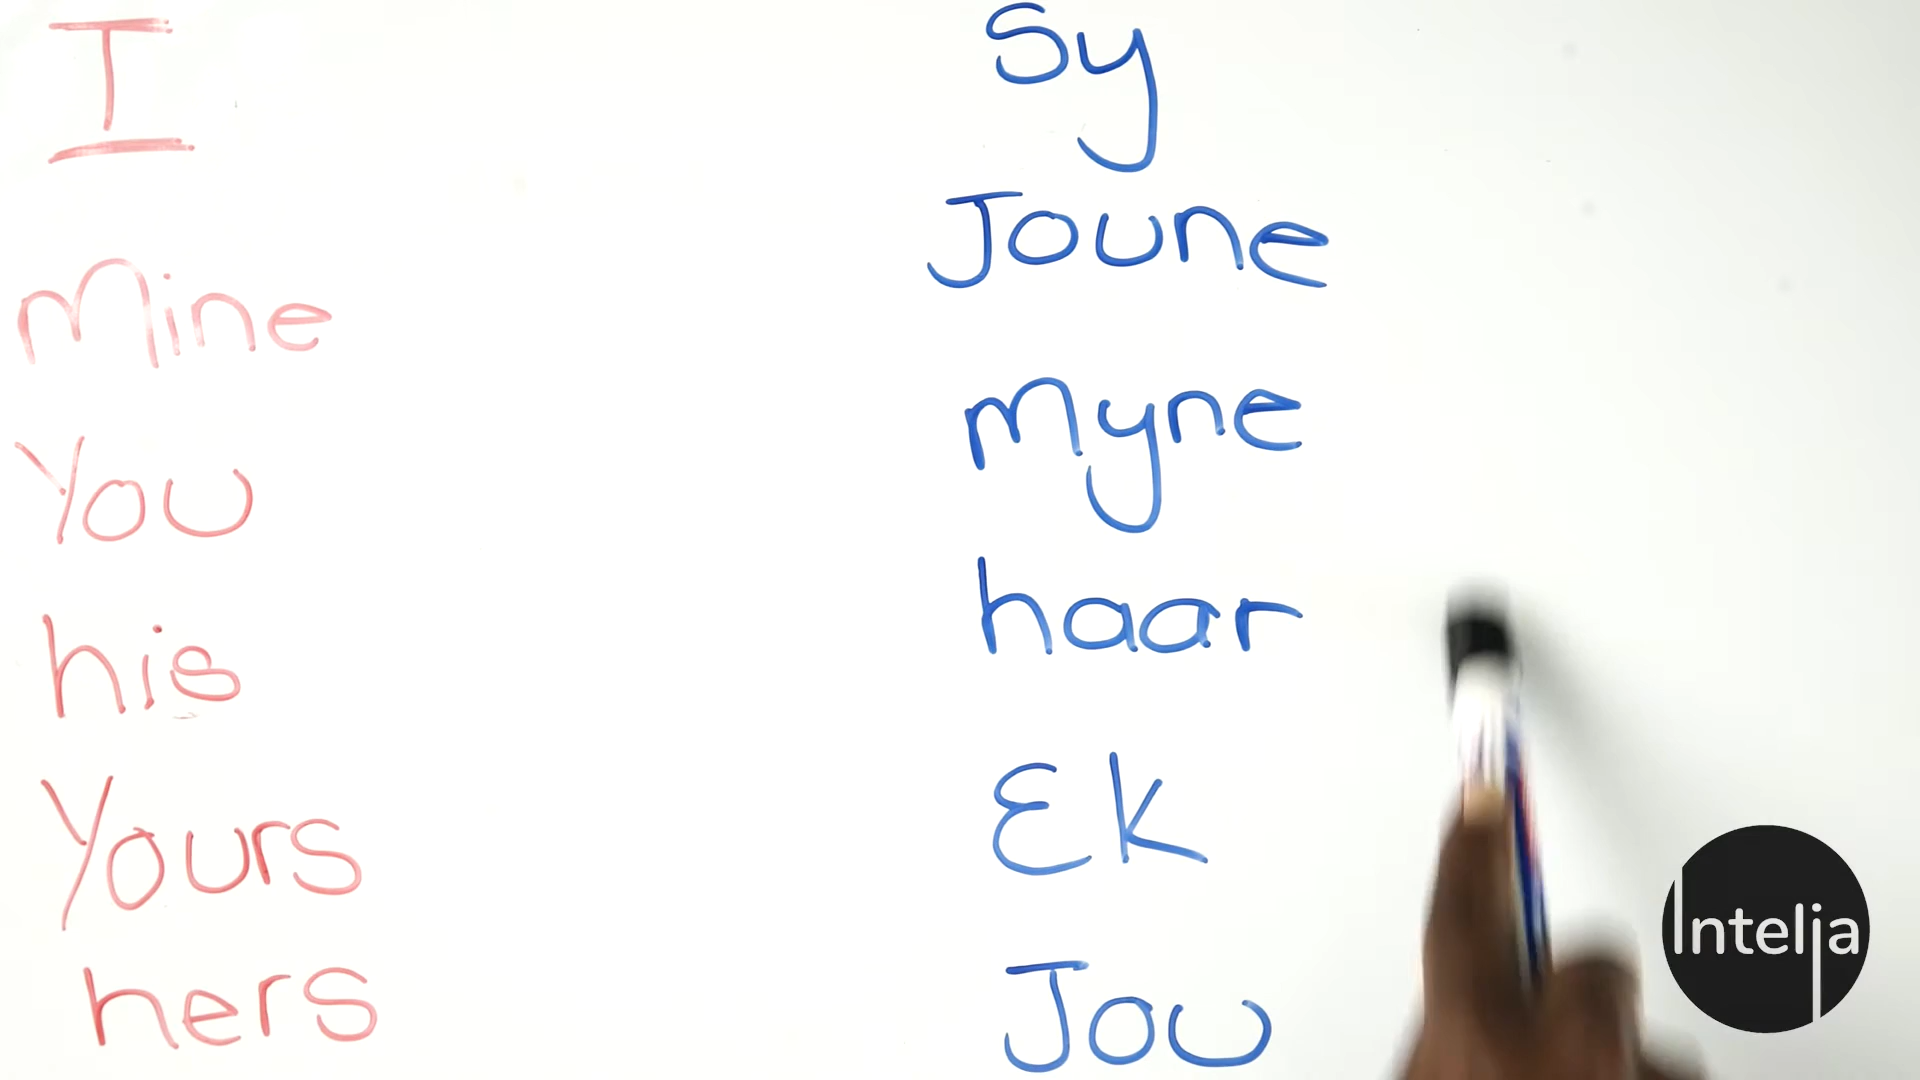 I
Mine
You
his
Yours
hers
Sy
Joune
Myne
haar
Ek
Jou
Intelja